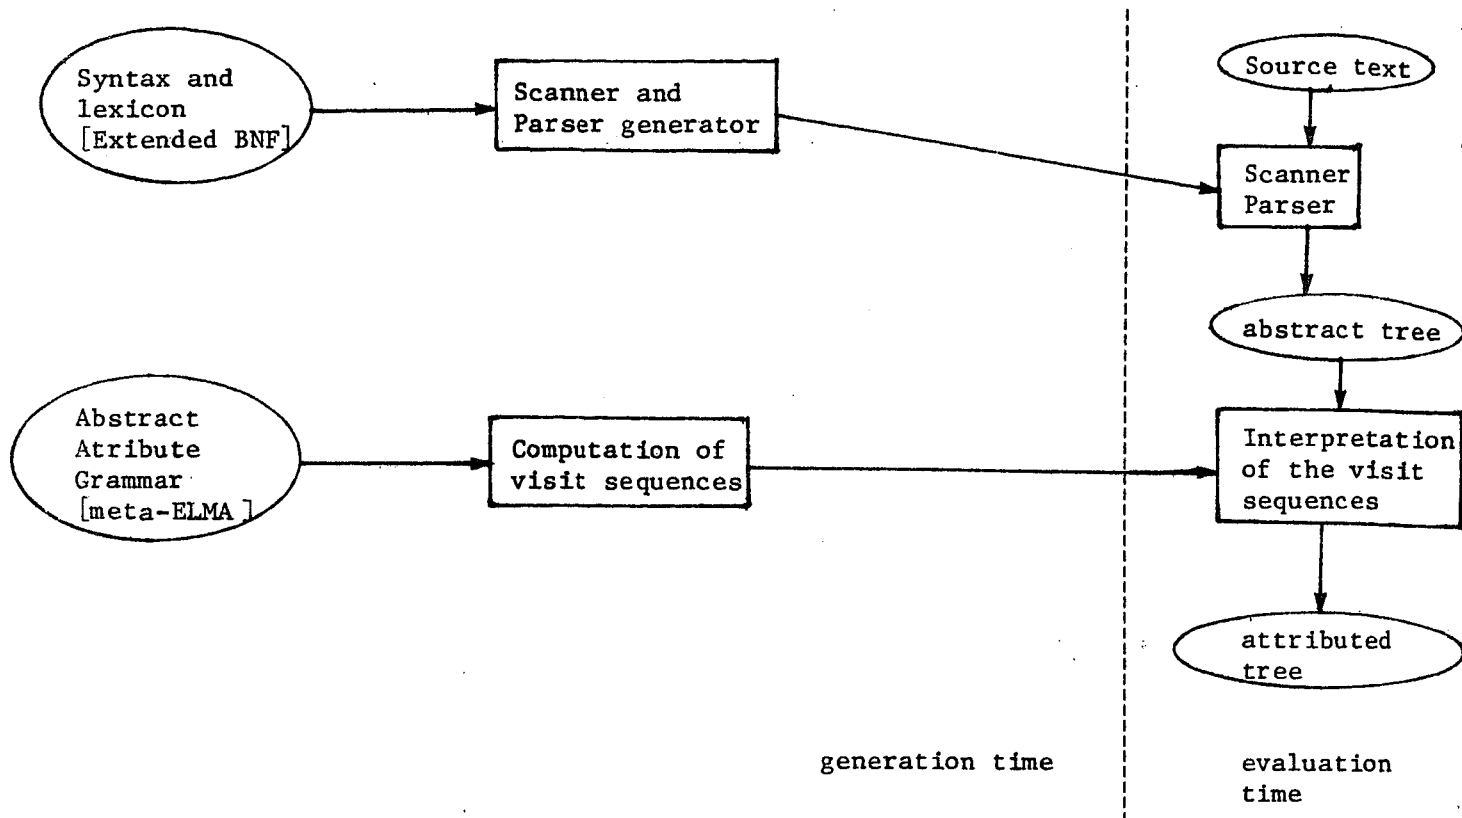 Syntax and
lexicon
[Extended BNF]
Scanner and
Parser generator
Source text
Scanner
Parser
abstract tree
Abstract
Atribute
Grammar
[meta-ELMA]
Computation of
visit sequences
Interpretation
of the visit
sequences
attributed
tree
generation time
evaluation
time